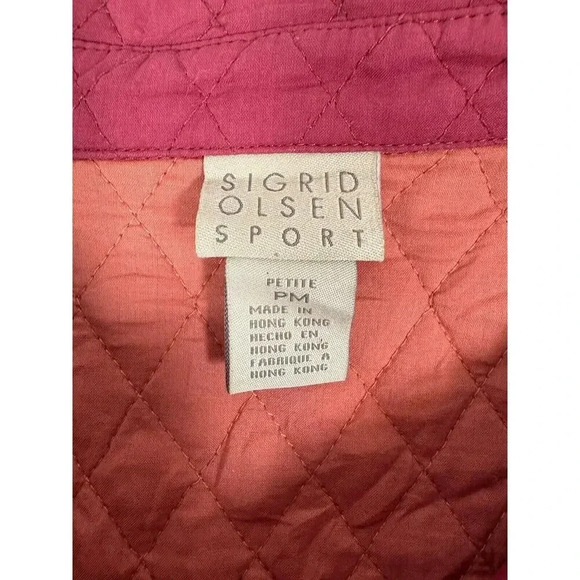 SIGRID
OLSEN
SPORT
PETITE
PM
MADE IN
HONG KONG
HECHO EN
HONG KONG
FABRIQUE A
HONG KONG